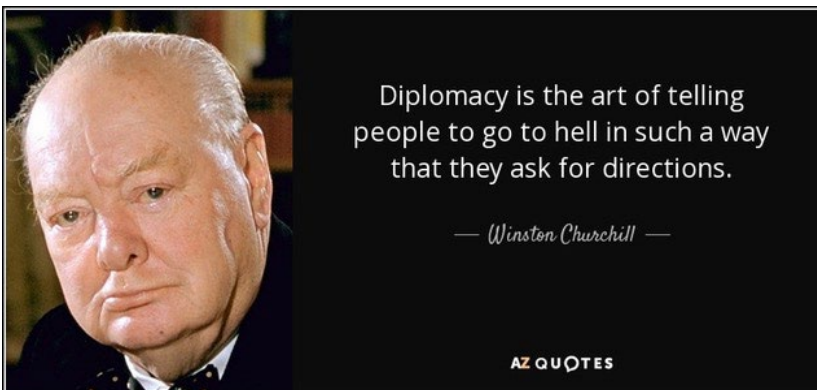 Diplomacy is the art of telling
people to go to hell in such a way
that they ask for directions.
— Winston Churchill —
AZ QUOTES